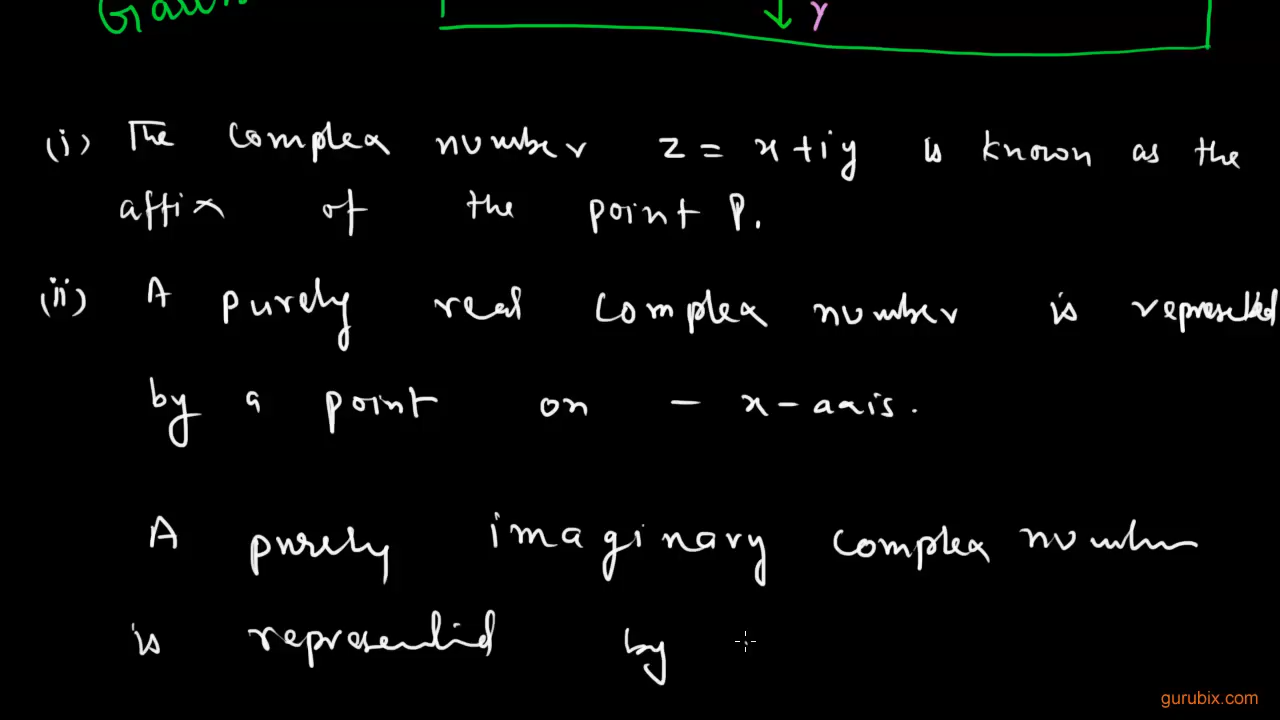 Y
(i) The complex number z = x + iy is known as the
affix of the point P.
(ii) A purely real complex number is represented
by a point on - x-axis.
A purely imaginary complex number
is represented by
gurubix.com